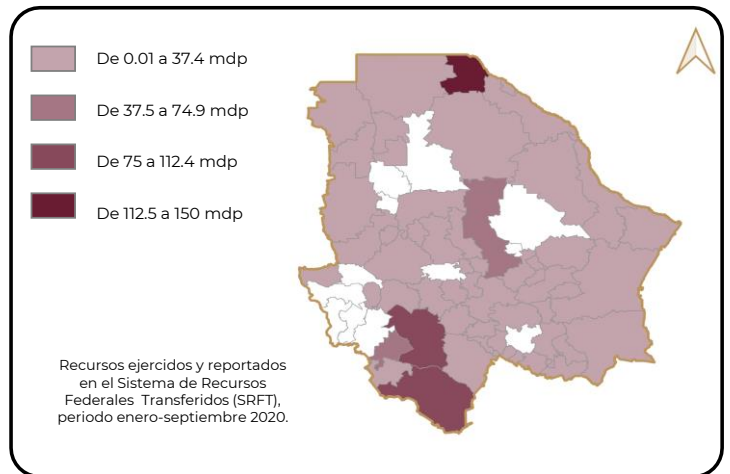 De 0.01 a 37.4 mdp
De 37.5 a 74.9 mdp
De 75 a 112.4 mdp
De 112.5 a 150 mdp
Recursos ejercidos y reportados
en el Sistema de Recursos
Federales Transferidos (SRFT),
periodo enero-septiembre 2020.